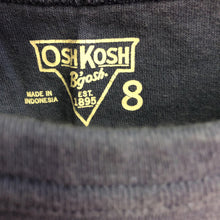 OSHKOSH
B'gosh
EST.
1895
MADE IN
INDONESIA
8